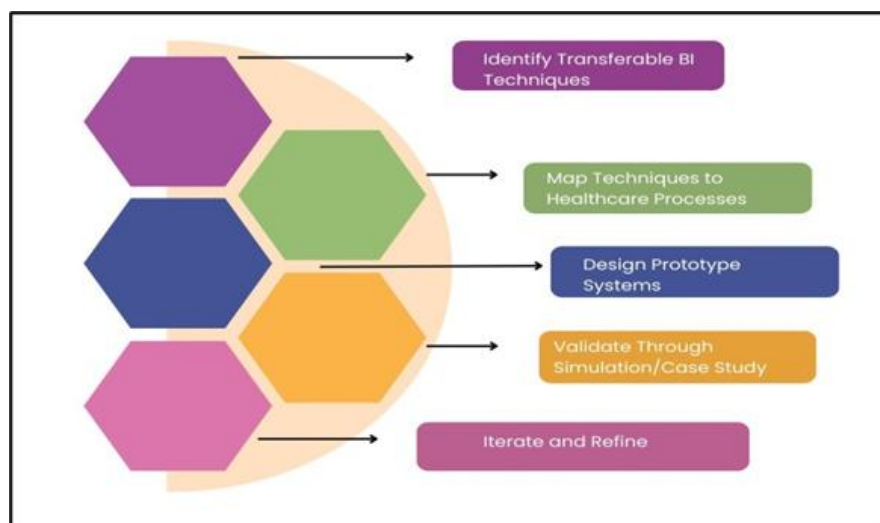 Identify Transferable BI
Techniques
Map Techniques to
Healthcare Processes
Design Prototype
Systems
Validate Through
Simulation/Case Study
Iterate and Refine